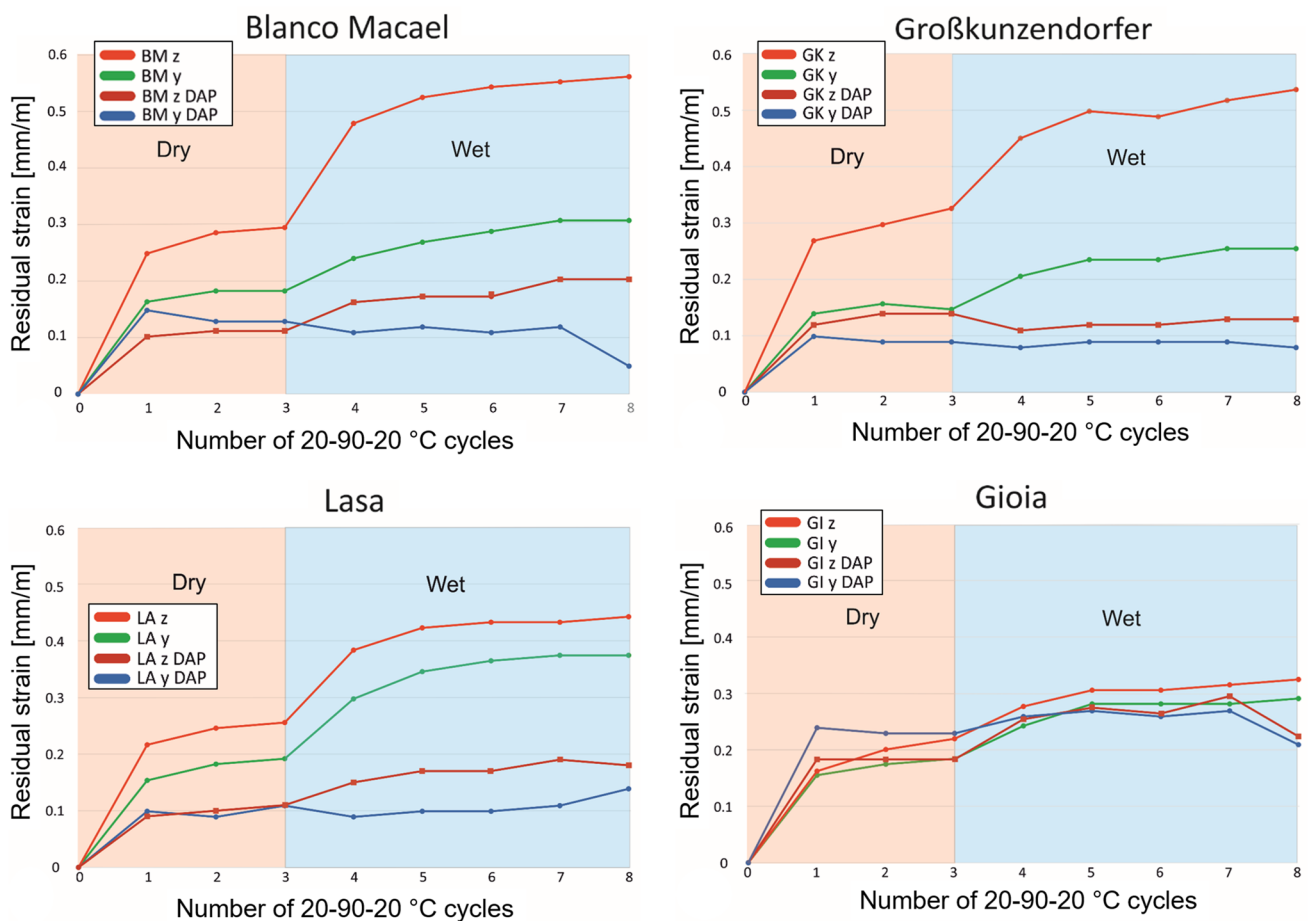 Blanco Macael
Residual strain [mm/m]
0.6
0.5
0.4
0.3
0.2
0.1
0
BM z
BM y
BM z DAP
BM y DAP
Dry
Wet
0 1 2 3 4 5 6 7 8
Number of 20-90-20 °C cycles
Großkunzendorfer
Residual strain [mm/m]
0.6
0.5
0.4
0.3
0.2
0.1
0
GK z
GK y
GK z DAP
GK y DAP
Dry
Wet
0 1 2 3 4 5 6 7 8
Number of 20-90-20 °C cycles
Lasa
Residual strain [mm/m]
0.6
0.5
0.4
0.3
0.2
0.1
0
Dry
Wet
LA z
LA y
LA z DAP
LA y DAP
0 1 2 3 4 5 6 7 8
Number of 20-90-20 °C cycles
Gioia
Residual strain [mm/m]
0.6
0.5
0.4
0.3
0.2
0.1
0
GI z
GI y
GI z DAP
GI y DAP
Dry
Wet
0 1 2 3 4 5 6 7 8
Number of 20-90-20 °C cycles